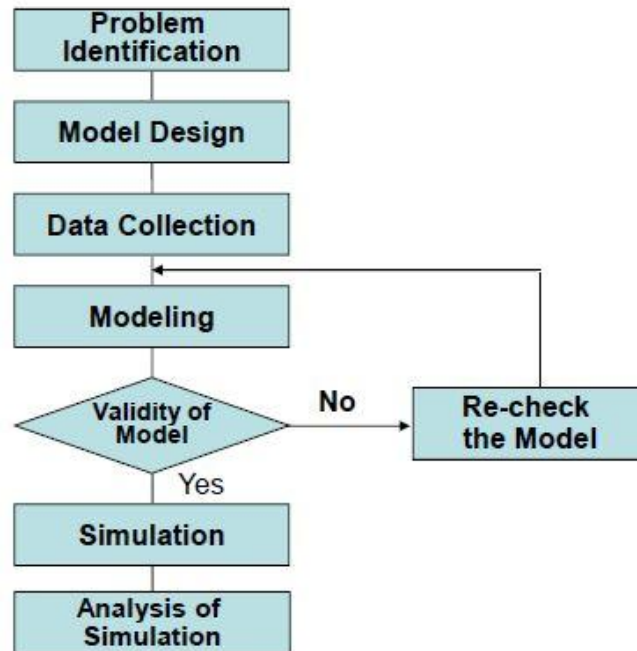 Problem
Identification
Model Design
Data Collection
Modeling
Validity of
Model
No
Re-check
the Model
Yes
Simulation
Analysis of
Simulation